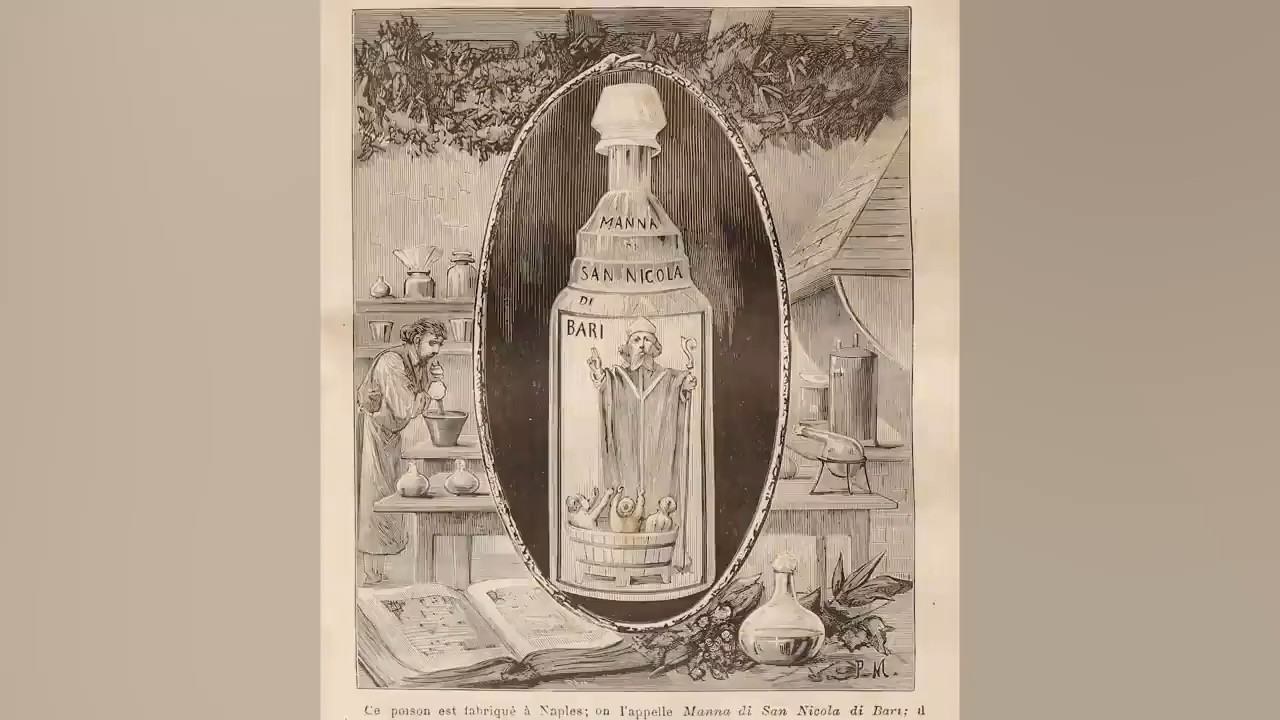 MANNA
DI
SAN NICOLA
DI
BARI
P. M.
Ce poison est fabriqué à Naples; on l'appelle Manna di San Nicola di Bari; il